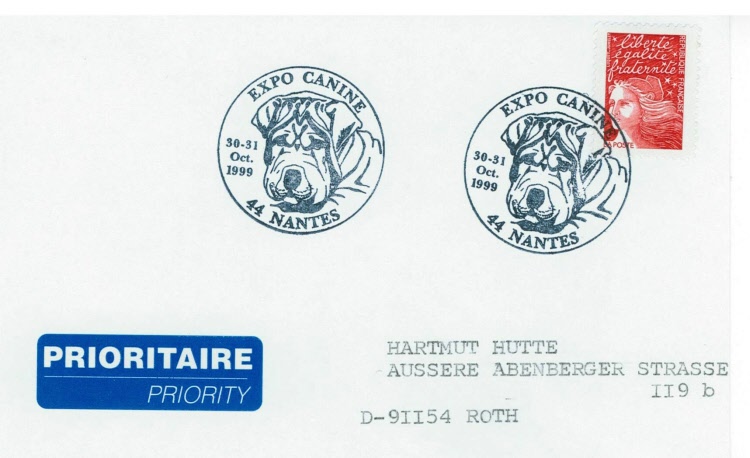 EXPO CANINE
30-31
Oct.
1999
44 NANTES
EXPO CANINE
30-31
Oct.
1999
44 NANTES
liberté
égalité
fraternité
RÉPUBLIQUE FRANÇAISE
LA POSTE
PRIORITAIRE
PRIORITY
HARTMUT HUTTE
AUSSERE ABENBERGER STRASSE
II9 b
D-9II54 ROTH